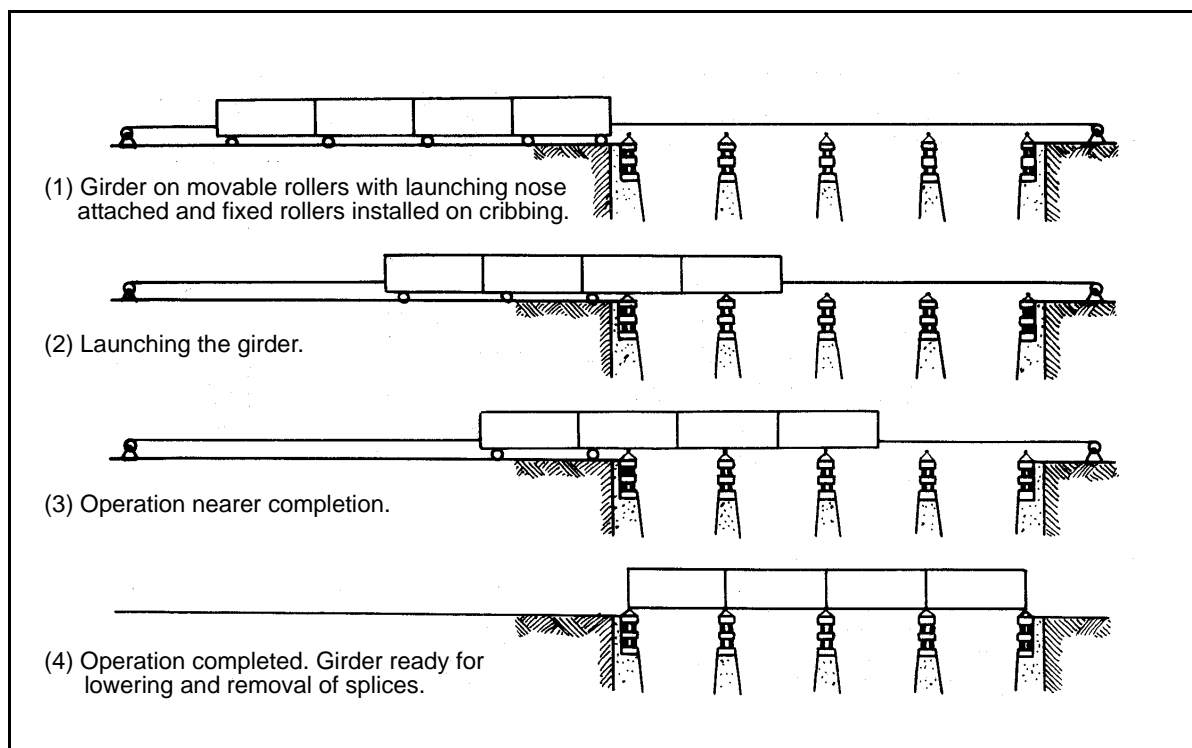 (1) Girder on movable rollers with launching nose
attached and fixed rollers installed on cribbing.
(2) Launching the girder.
(3) Operation nearer completion.
(4) Operation completed. Girder ready for
lowering and removal of splices.